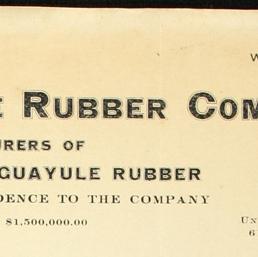 W
E RUBBER COM
URERS OF
GUAYULE RUBBER
DENCE TO THE COMPANY
$1,500,000.00
UN
6